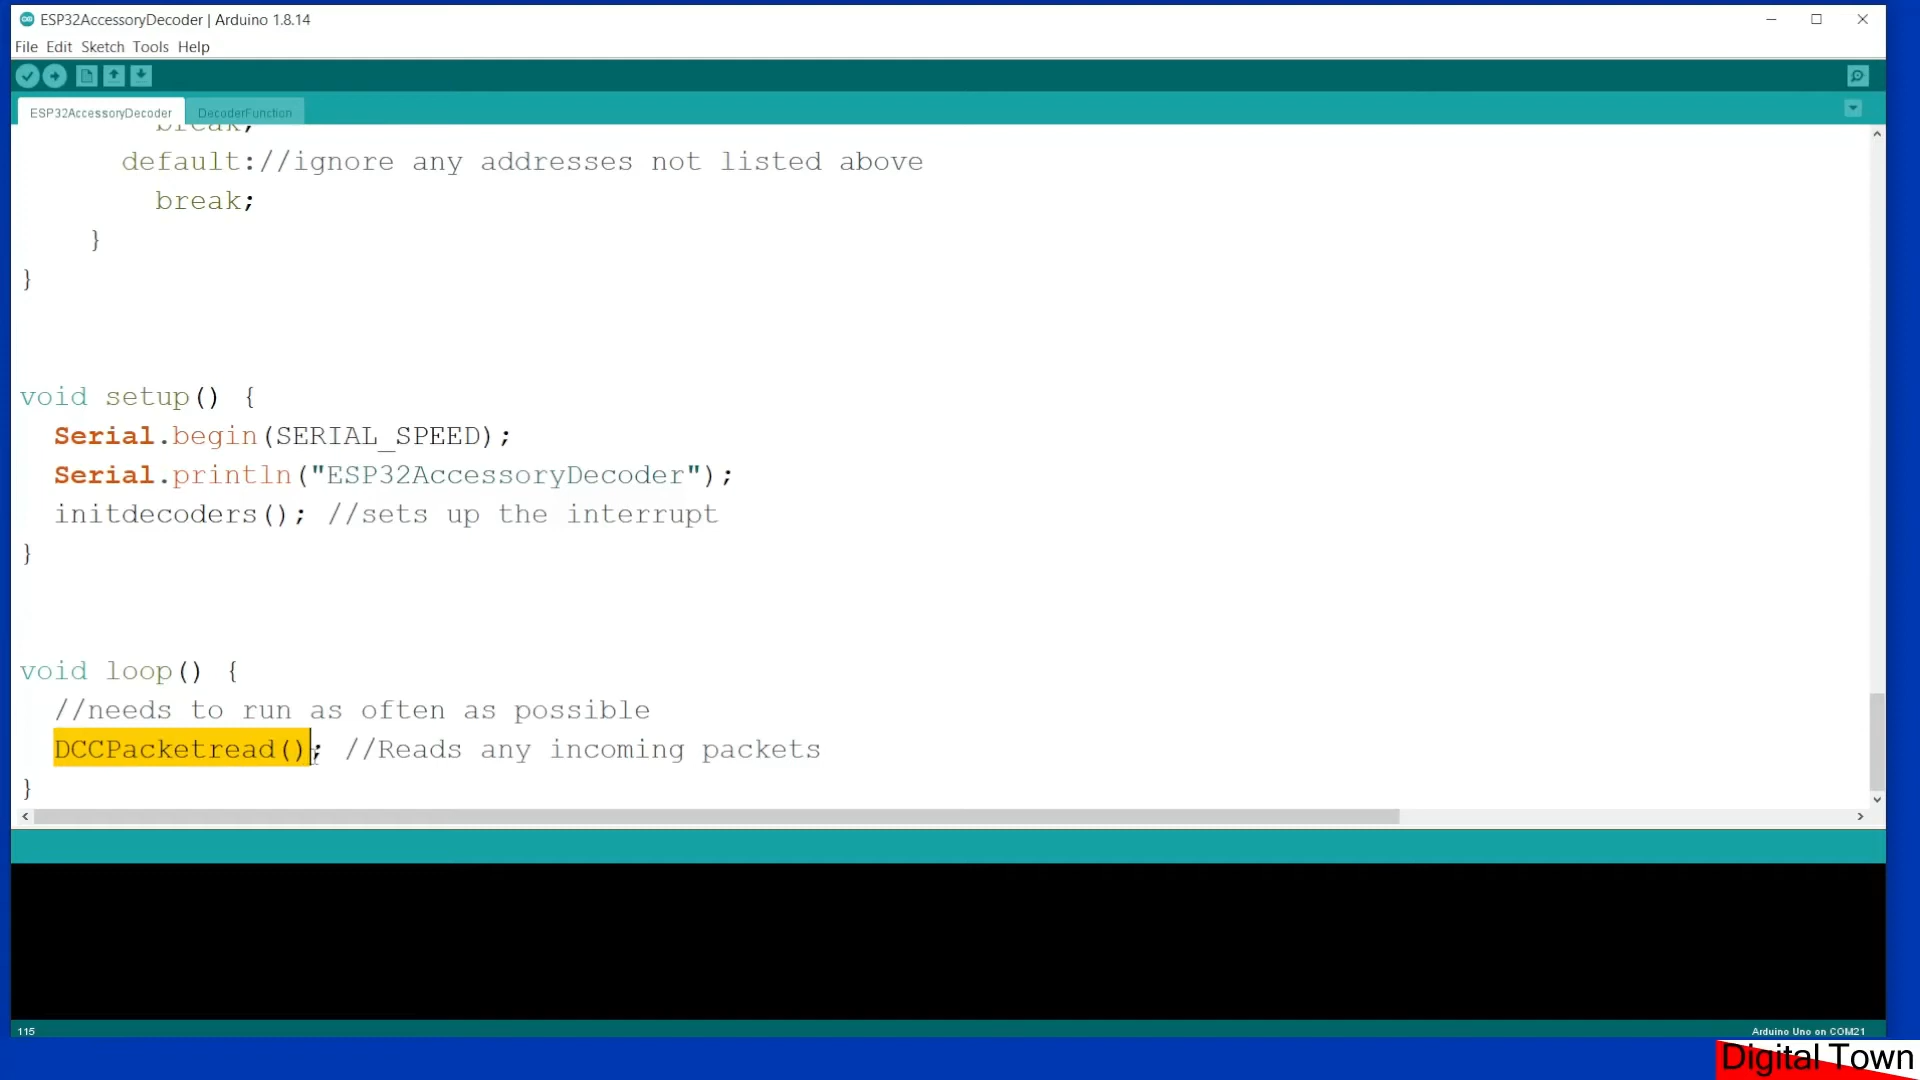 ESP32AccessoryDecoder | Arduino 1.8.14
File Edit Sketch Tools Help
ESP32AccessoryDecoder DecoderFunction
break;
default://ignore any addresses not listed above
break;
}
}
void setup() {
Serial.begin(SERIAL_SPEED);
Serial.println("ESP32AccessoryDecoder");
initdecoders(); //sets up the interrupt
}
void loop() {
//needs to run as often as possible
DCCPacketread(); //Reads any incoming packets
}
115
Arduino Uno on COM21
Digital Town